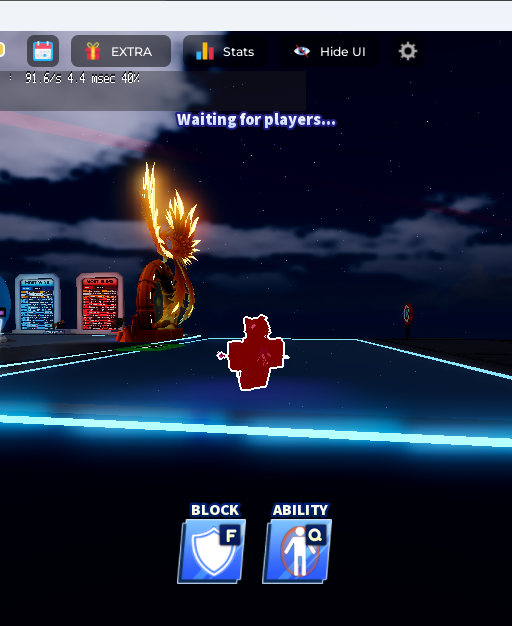 EXTRA
Stats
Hide UI
: 91.6/s 4.4 msec 40%
Waiting for players...
BLOCK
ABILITY
F
Q